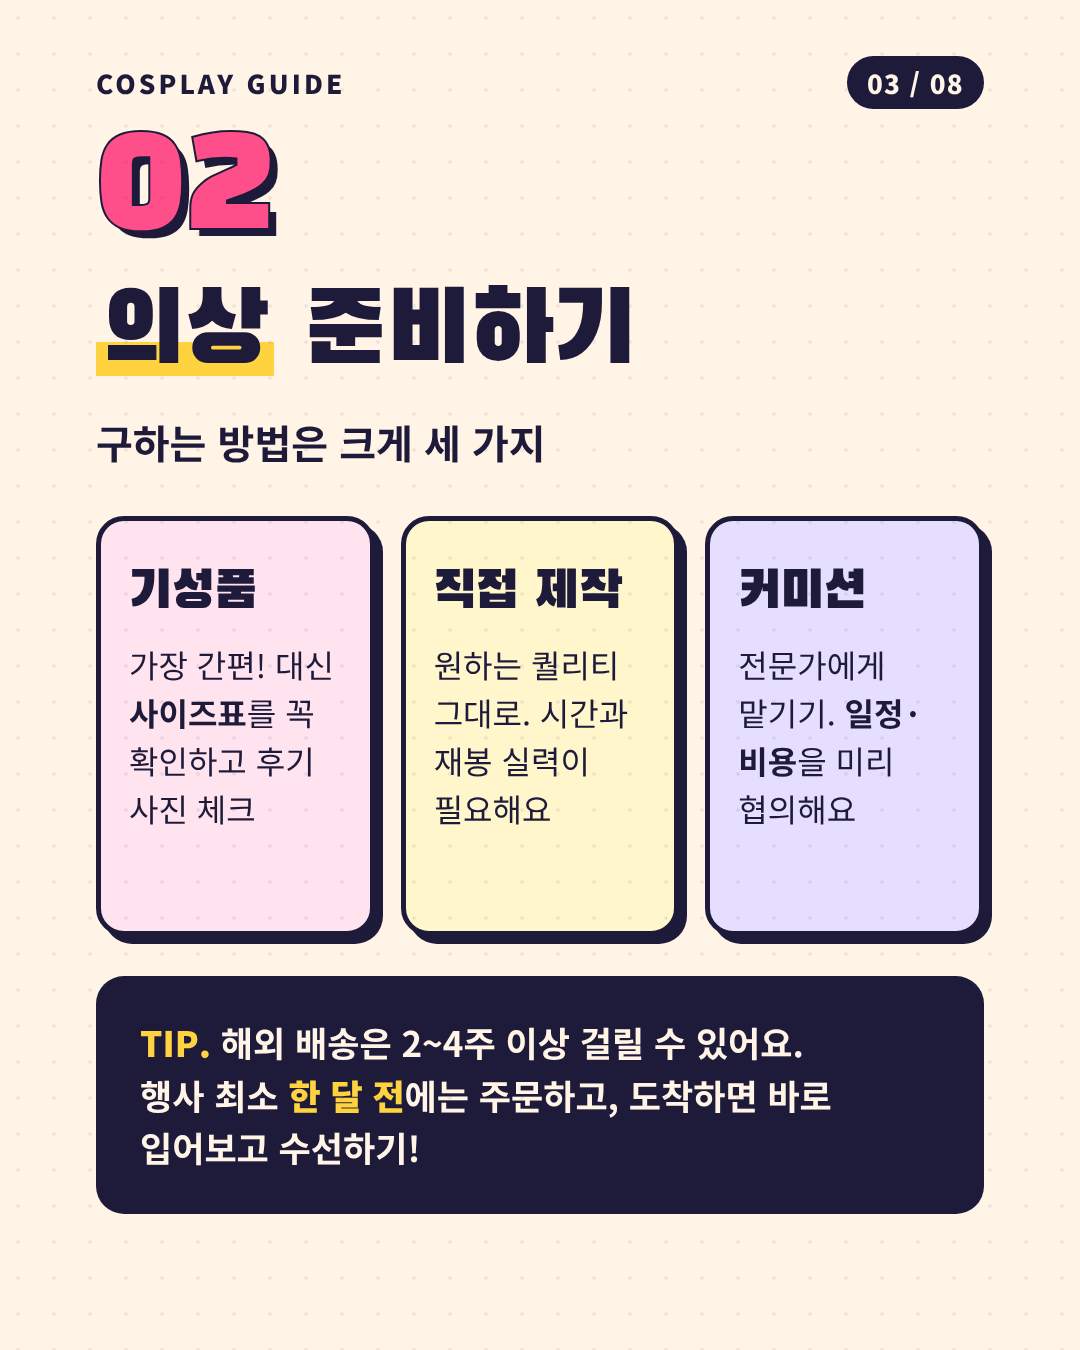 COSPLAY GUIDE
03 / 08
02
의상 준비하기
구하는 방법은 크게 세 가지
기성품
가장 간편! 대신
사이즈표를 꼭
확인하고 후기
사진 체크
직접 제작
원하는 퀄리티
그대로. 시간과
재봉 실력이
필요해요
커미션
전문가에게
맡기기. 일정·
비용을 미리
협의해요
TIP. 해외 배송은 2~4주 이상 걸릴 수 있어요.
행사 최소 한 달 전에는 주문하고, 도착하면 바로
입어보고 수선하기!